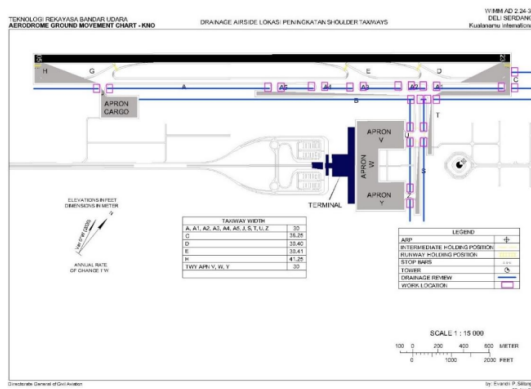 WIMM AD 2.24-3
TEKNOLOGI REKAYASA BANDAR UDARA
AERODROME GROUND MOVEMENT CHART - KNO
DRAINAGE AIRSIDE LOKASI PENINGKATAN SHOULDER TAXIWAYS
DELI SERDANG
Kualanamu International
H
G
E
D
C
A
A5
A4
A3
A2
A1
B
T
APRON
CARGO
APRON
V
APRON
W
APRON
Y
U
S
TERMINAL
ELEVATIONS IN FEET
DIMENSIONS IN METER
ANNUAL RATE
OF CHANGE 1'W
TAXIWAY WIDTH
A, A1, A2, A3, A4, A5, J, S, T, U, Z 30
G 39,25
D 33,40
E 33,41
H 41,25
TWY APN V, W, Y 30
LEGEND
ARP
INTERMEDIATE HOLDING POSITION
RUNWAY HOLDING POSITION
STOP BARS
TOWER
DRAINAGE REVIEW
WORK LOCATION
SCALE 1 : 15 000
100 0 200 400 600 METER
0 1000 2000 FEET
Directorate General of Civil Aviation